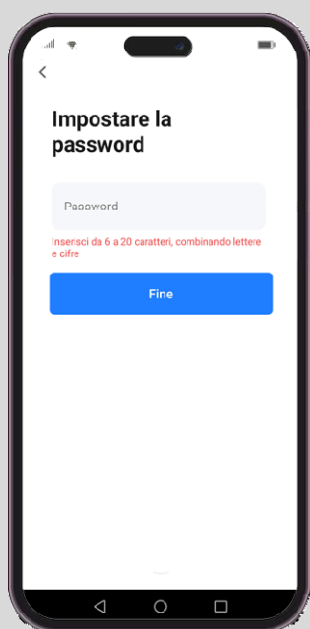 Impostare la
password
Password
Inserisci da 6 a 20 caratteri, combinando lettere
e cifre
Fine